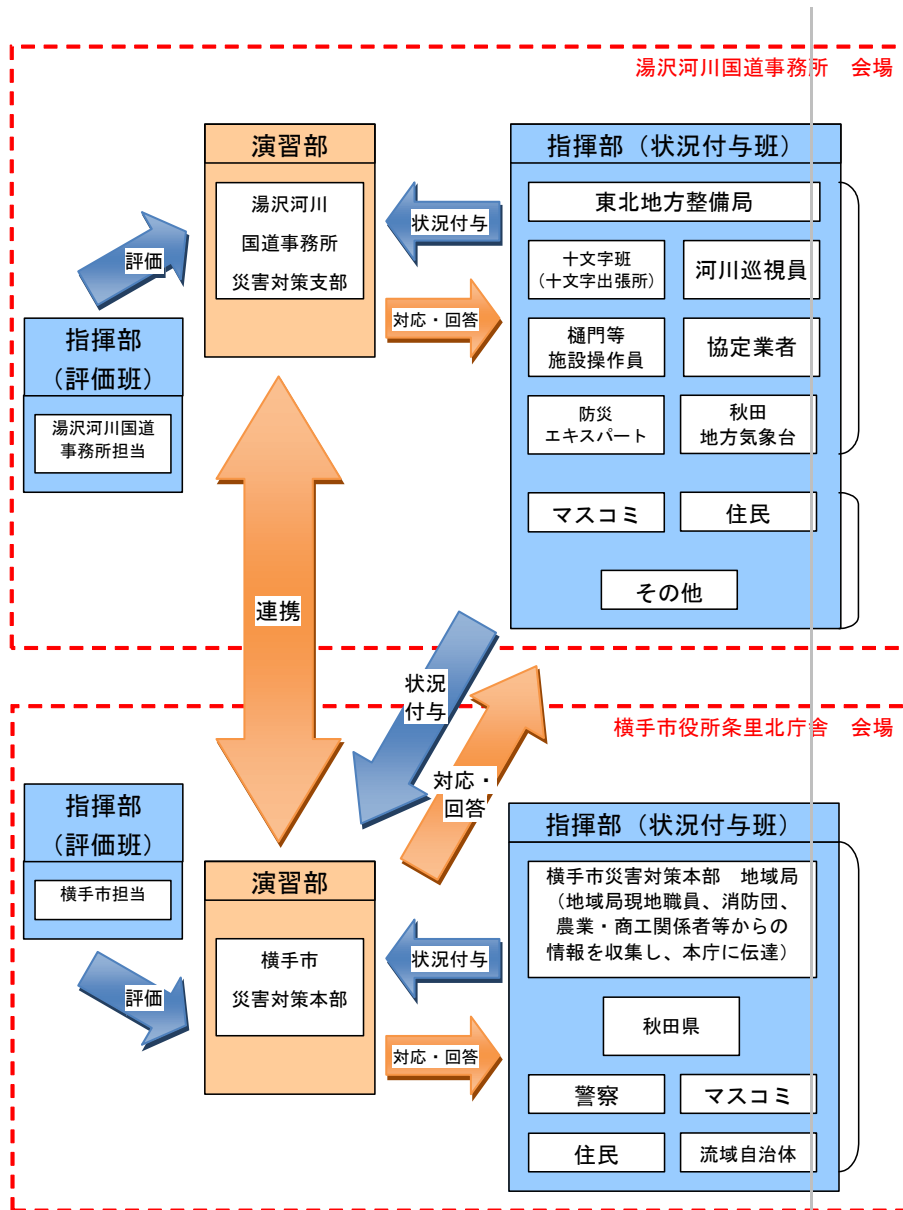 湯沢河川国道事務所　会場
演習部
湯沢河川
国道事務所
災害対策支部
指揮部（状況付与班）
東北地方整備局
十文字班
（十文字出張所）
河川巡視員
樋門等
施設操作員
協定業者
防災
エキスパート
秋田
地方気象台
マスコミ
住民
その他
状況付与
対応・回答
評価
指揮部
（評価班）
湯沢河川国道
事務所担当
連携
状況
付与
対応・
回答
横手市役所条里北庁舎　会場
指揮部
（評価班）
横手市担当
評価
演習部
横手市
災害対策本部
状況付与
対応・回答
指揮部（状況付与班）
横手市災害対策本部　地域局
（地域局現地職員、消防団、
農業・商工関係者等からの
情報を収集し、本庁に伝達）
秋田県
警察
マスコミ
住民
流域自治体